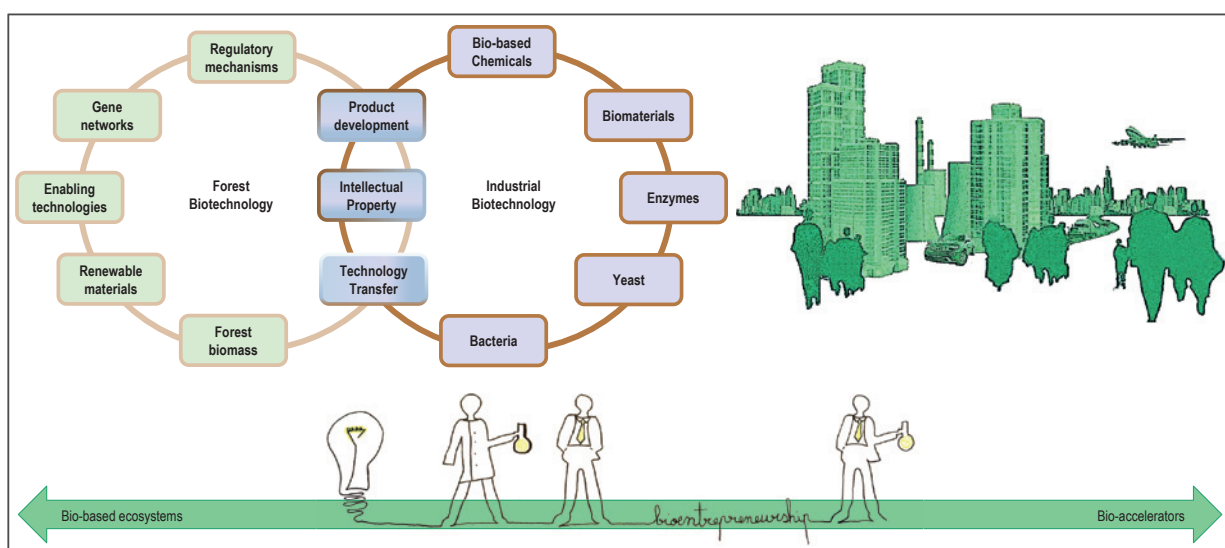 Regulatory
mechanisms
Gene
networks
Enabling
technologies
Renewable
materials
Forest
biomass
Forest
Biotechnology
Product
development
Intellectual
Property
Technology
Transfer
Industrial
Biotechnology
Bio-based
Chemicals
Biomaterials
Enzymes
Yeast
Bacteria
Bio-based ecosystems
bioentrepreneurship
Bio-accelerators